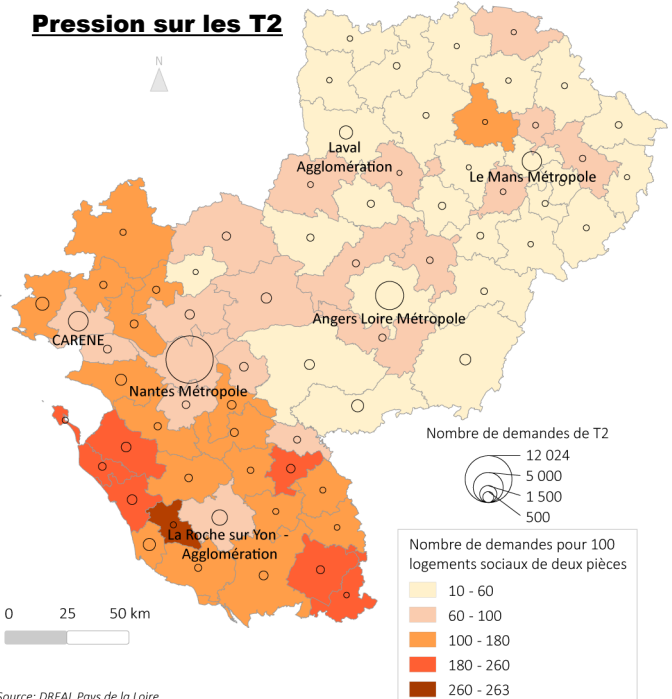 Pression sur les T2
N
Laval
Agglomération
Le Mans Métropole
Angers Loire Métropole
CARENE
Nantes Métropole
Nombre de demandes de T2
12 024
5 000
1 500
500
La Roche sur Yon -
Agglomération
Nombre de demandes pour 100
logements sociaux de deux pièces
10 - 60
60 - 100
100 - 180
180 - 260
260 - 263
0 25 50 km
Source: DREAL Pays de la Loire